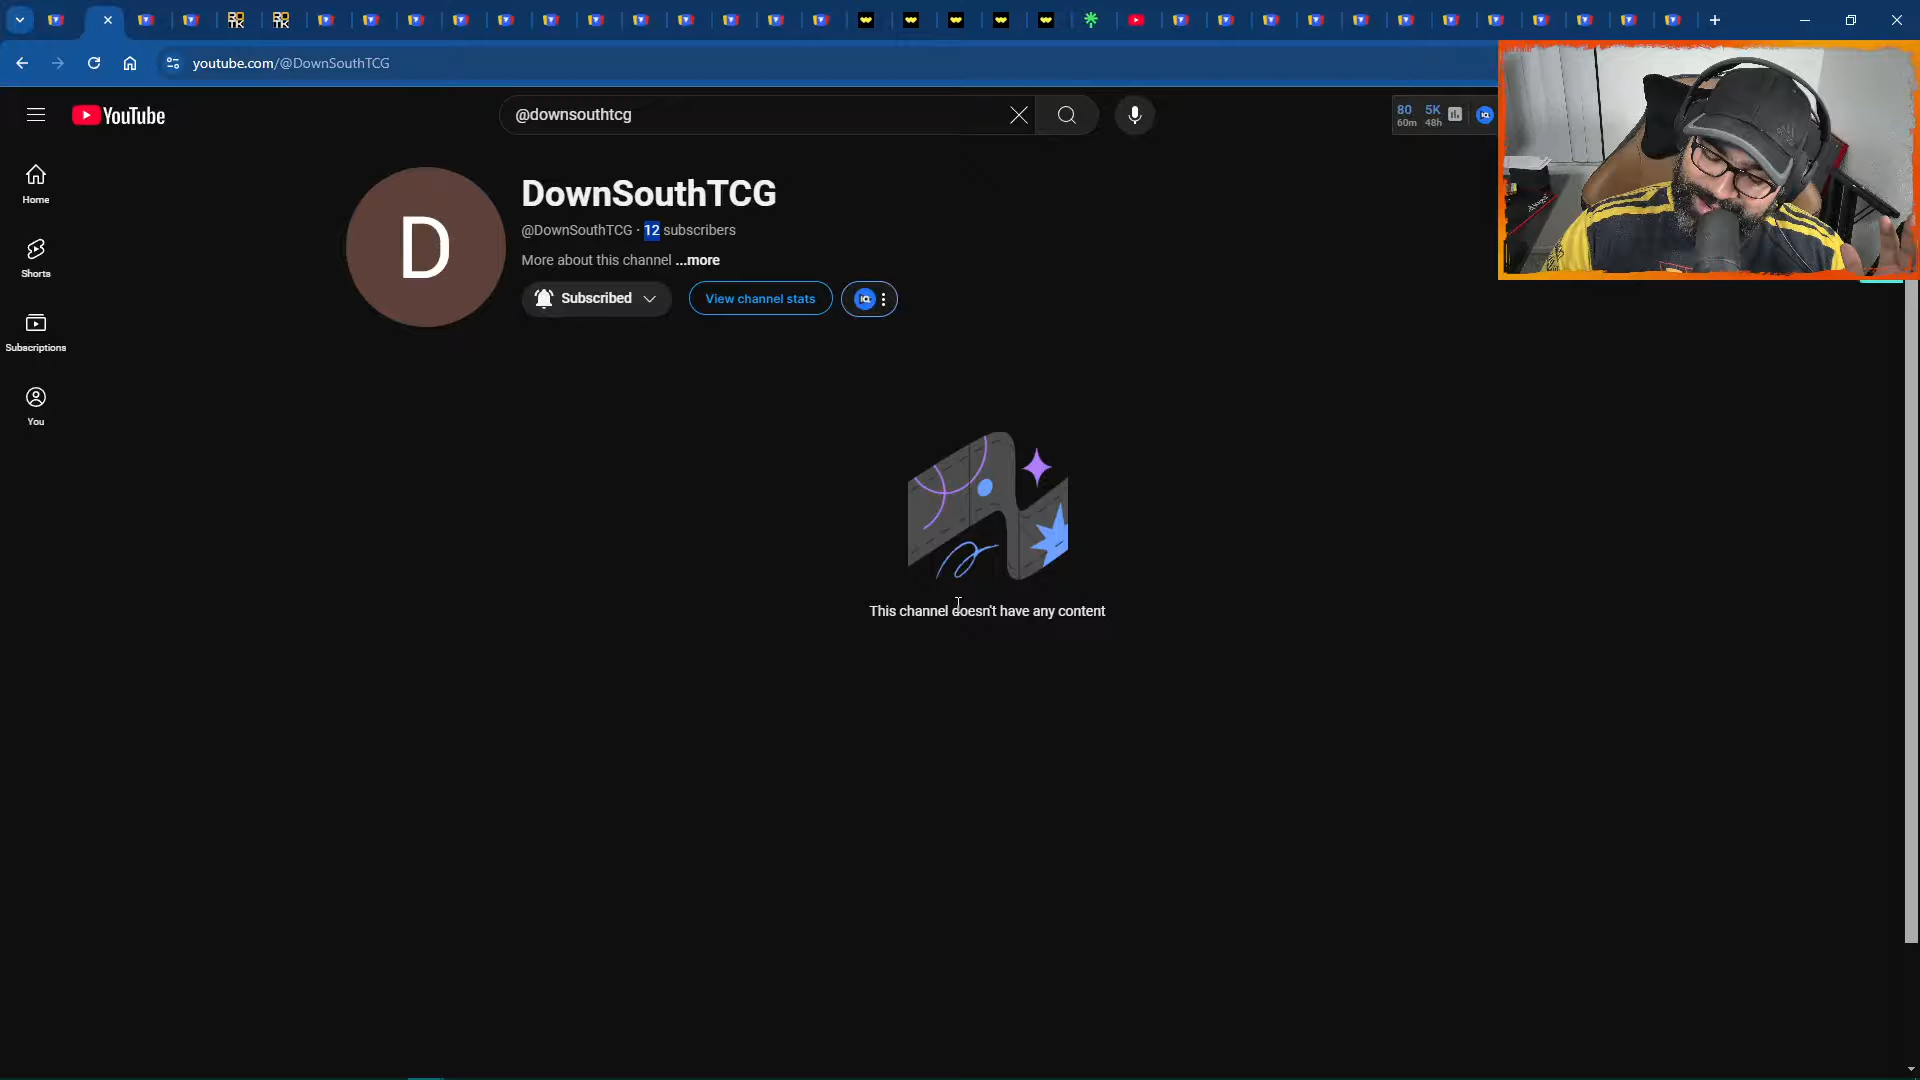 youtube.com/@DownSouthTCG
YouTube
@downsouthtcg
80
60m
5K
48h
Home
Shorts
Subscriptions
You
D
DownSouthTCG
@DownSouthTCG · 12 subscribers
More about this channel ...more
Subscribed
View channel stats
This channel doesn't have any content